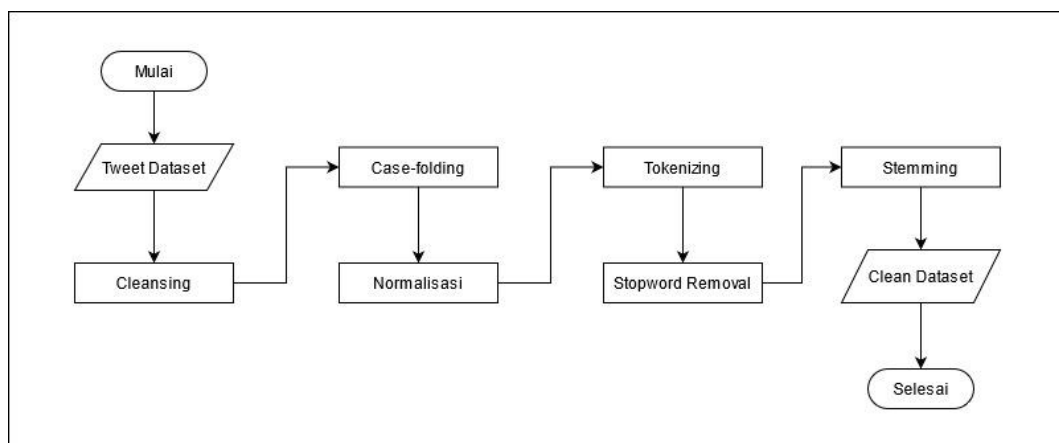 Mulai
Tweet Dataset
Cleansing
Case-folding
Normalisasi
Tokenizing
Stopword Removal
Stemming
Clean Dataset
Selesai